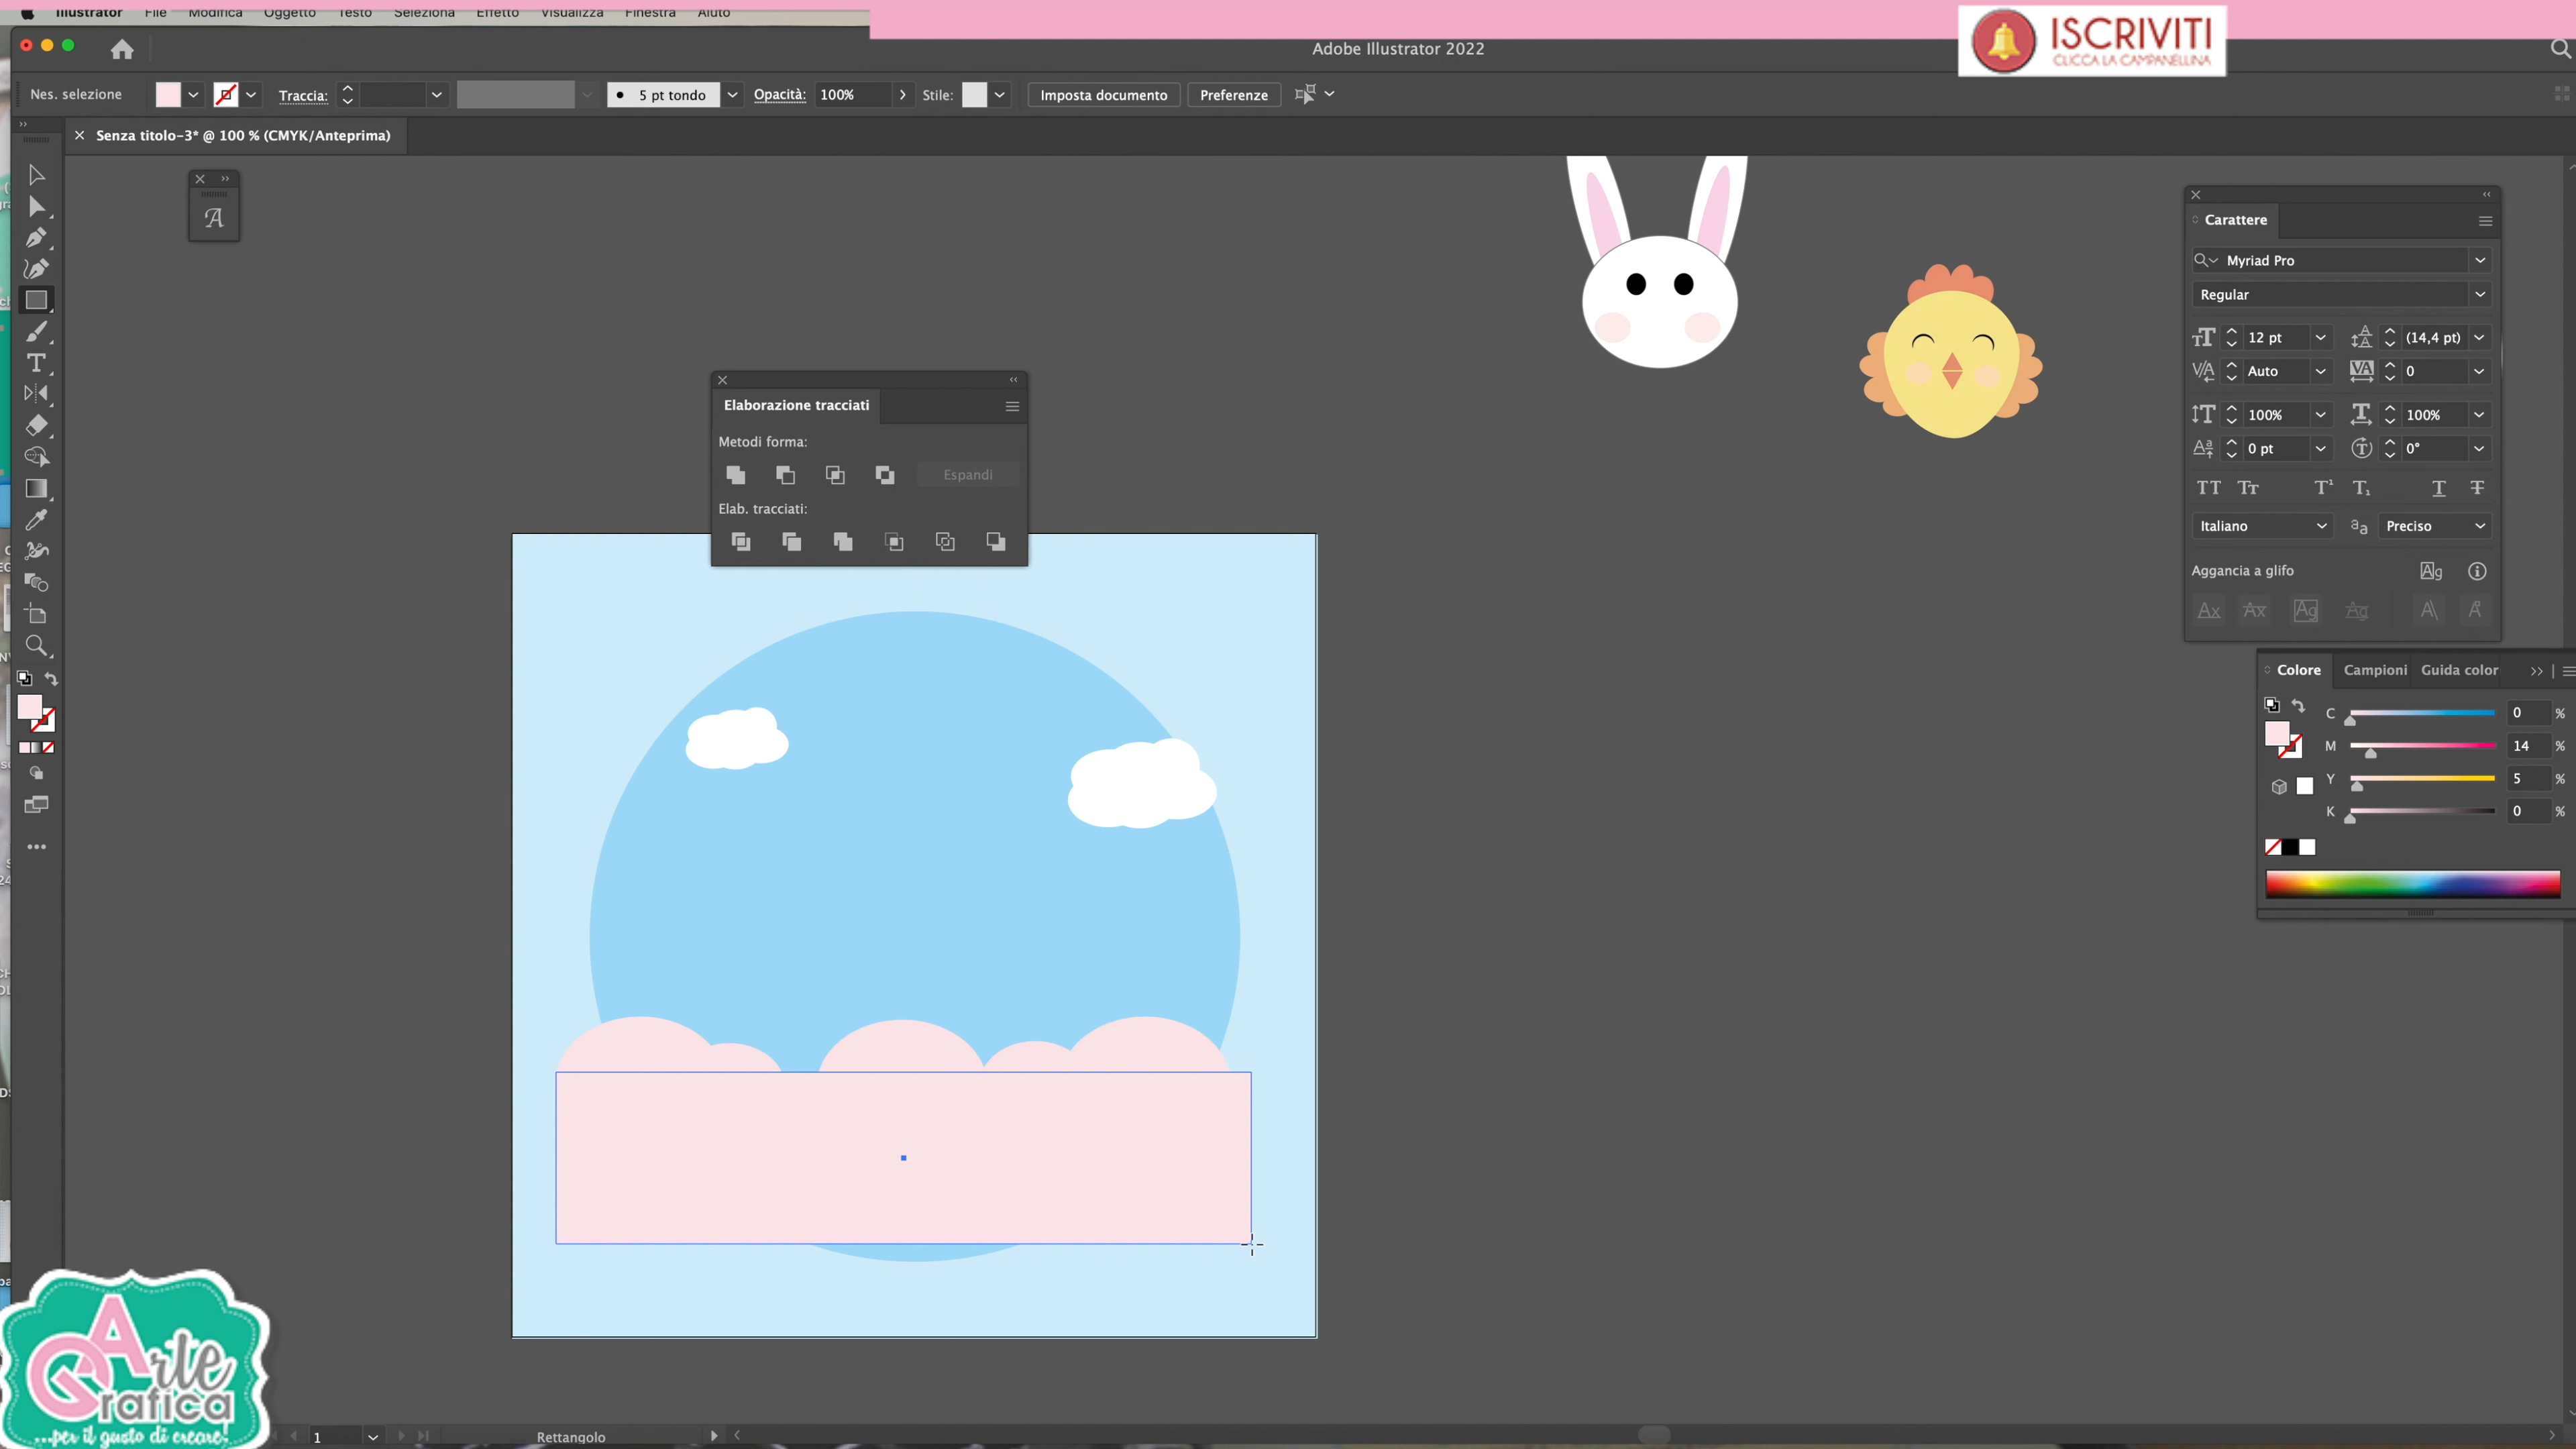 Illustrator File Modifica Oggetto Testo Seleziona Effetto Visualizza Finestra Aiuto
ISCRIVITI
CLICCA LA CAMPANELLINA
Adobe Illustrator 2022
Nes. selezione Traccia: 5 pt tondo Opacità: 100% Stile: Imposta documento Preferenze
Senza titolo-3* @ 100 % (CMYK/Anteprima)
Carattere
Myriad Pro
Regular
12 pt (14,4 pt)
Auto 0
100% 100%
0 pt 0°
Italiano Preciso
Aggancia a glifo
Elaborazione tracciati
Metodi forma:
Espandi
Elab. tracciati:
Colore Campioni Guida color
C 0 %
M 14 %
Y 5 %
K 0 %
Arte
Grafica
...per il gusto di creare!
1 Rettangolo